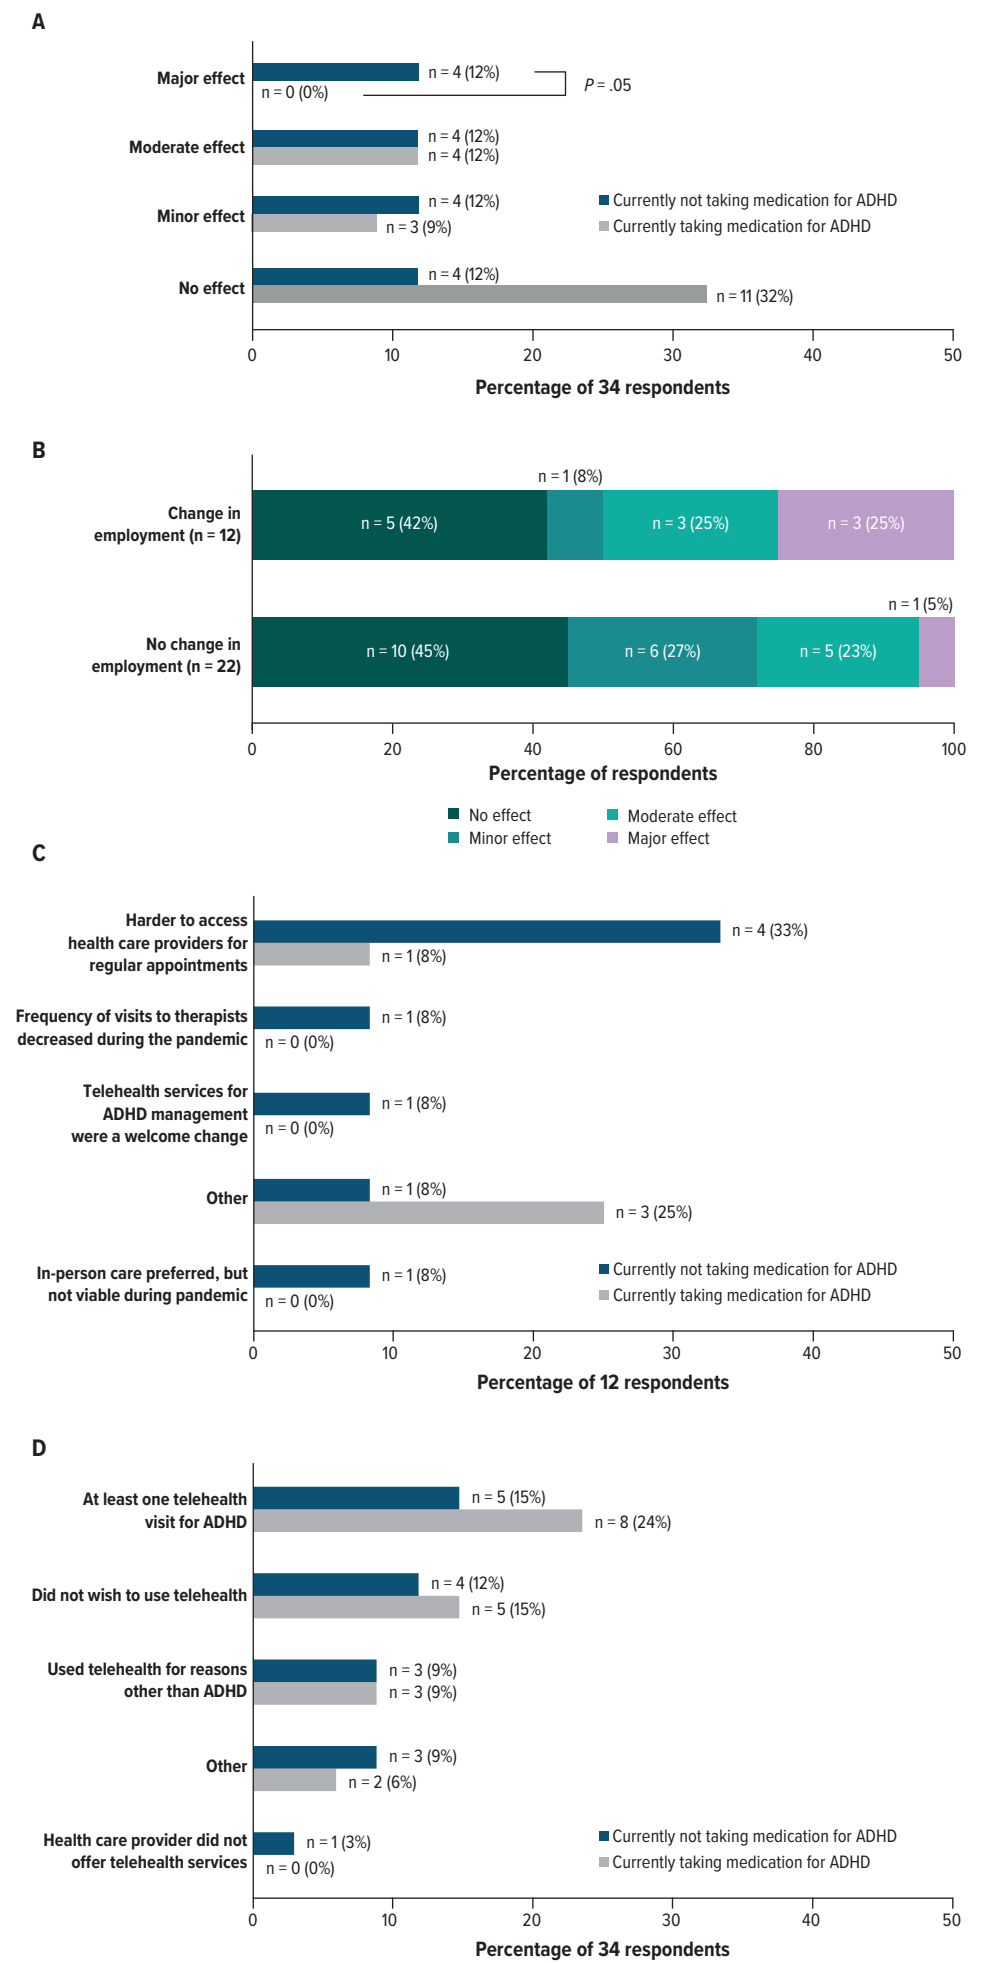 A
Major effect
n = 4 (12%)
n = 0 (0%)
P = .05
Moderate effect
n = 4 (12%)
n = 4 (12%)
Minor effect
n = 4 (12%)
n = 3 (9%)
Currently not taking medication for ADHD
Currently taking medication for ADHD
No effect
n = 4 (12%)
n = 11 (32%)
0 10 20 30 40 50
Percentage of 34 respondents
B
n = 1 (8%)
Change in
employment (n = 12)
n = 5 (42%)
n = 3 (25%)
n = 3 (25%)
n = 1 (5%)
No change in
employment (n = 22)
n = 10 (45%)
n = 6 (27%)
n = 5 (23%)
0 20 40 60 80 100
Percentage of respondents
No effect
Moderate effect
Minor effect
Major effect
C
Harder to access
health care providers for
regular appointments
n = 4 (33%)
n = 1 (8%)
Frequency of visits to therapists
decreased during the pandemic
n = 1 (8%)
n = 0 (0%)
Telehealth services for
ADHD management
were a welcome change
n = 1 (8%)
n = 0 (0%)
Other
n = 1 (8%)
n = 3 (25%)
In-person care preferred, but
not viable during pandemic
n = 1 (8%)
n = 0 (0%)
Currently not taking medication for ADHD
Currently taking medication for ADHD
0 10 20 30 40 50
Percentage of 12 respondents
D
At least one telehealth
visit for ADHD
n = 5 (15%)
n = 8 (24%)
Did not wish to use telehealth
n = 4 (12%)
n = 5 (15%)
Used telehealth for reasons
other than ADHD
n = 3 (9%)
n = 3 (9%)
Other
n = 3 (9%)
n = 2 (6%)
Health care provider did not
offer telehealth services
n = 1 (3%)
n = 0 (0%)
Currently not taking medication for ADHD
Currently taking medication for ADHD
0 10 20 30 40 50
Percentage of 34 respondents